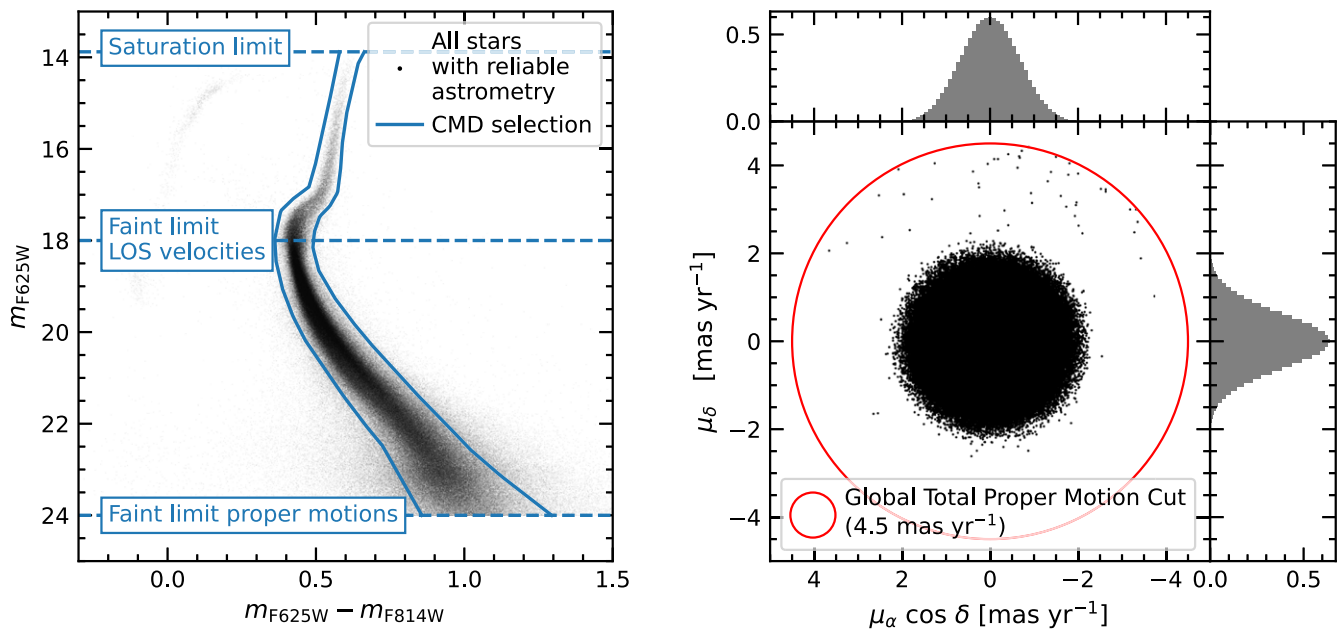 Saturation limit
All stars
with reliable
astrometry
CMD selection
Faint limit
LOS velocities
Faint limit proper motions
14
16
18
20
22
24
m_F625W
0.0
0.5
1.0
1.5
m_F625W − m_F814W
0.5
0.0
4
2
0
−2
−4
μ_δ [mas yr⁻¹]
Global Total Proper Motion Cut
(4.5 mas yr⁻¹)
4
2
0
−2
−4
μ_α cos δ [mas yr⁻¹]
0.0
0.5